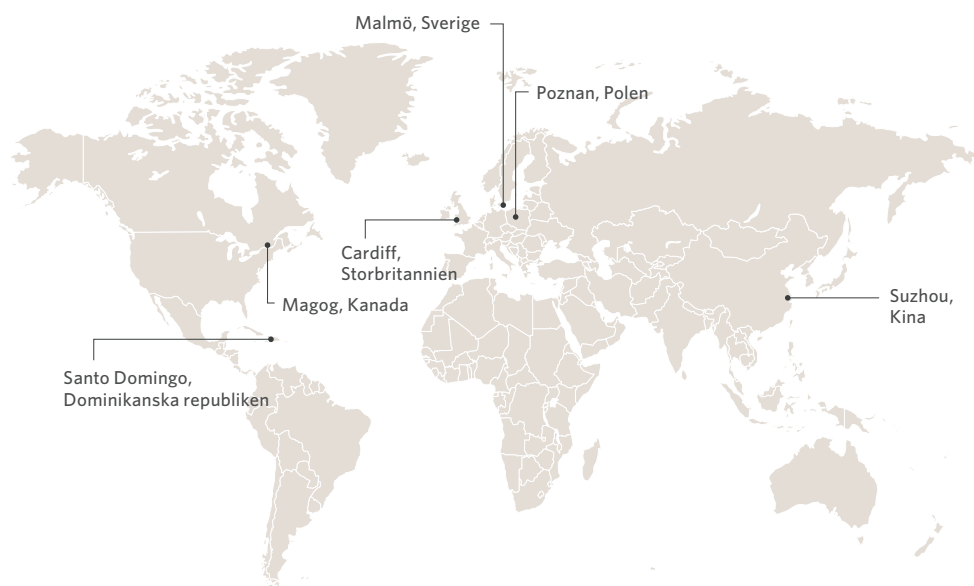 Malmö, Sverige
Poznan, Polen
Cardiff,
Storbritannien
Magog, Kanada
Suzhou,
Kina
Santo Domingo,
Dominikanska republiken